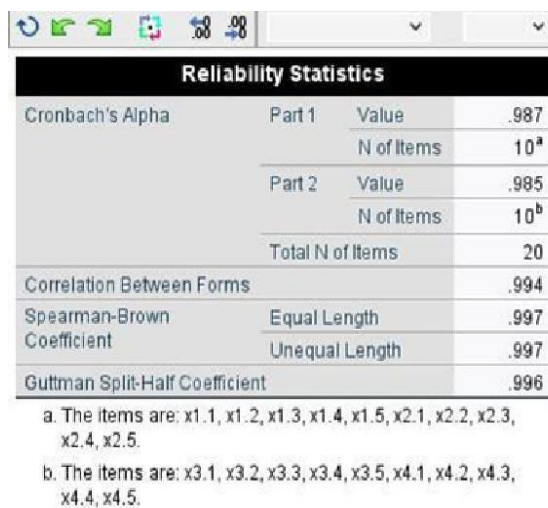 .00 .00
Reliability Statistics
Cronbach's Alpha Part 1 Value .987
N of Items 10ª
Part 2 Value .985
N of Items 10ᵇ
Total N of Items 20
Correlation Between Forms .994
Spearman-Brown Equal Length .997
Coefficient Unequal Length .997
Guttman Split-Half Coefficient .996
a. The items are: x1.1, x1.2, x1.3, x1.4, x1.5, x2.1, x2.2, x2.3,
x2.4, x2.5.
b. The items are: x3.1, x3.2, x3.3, x3.4, x3.5, x4.1, x4.2, x4.3,
x4.4, x4.5.